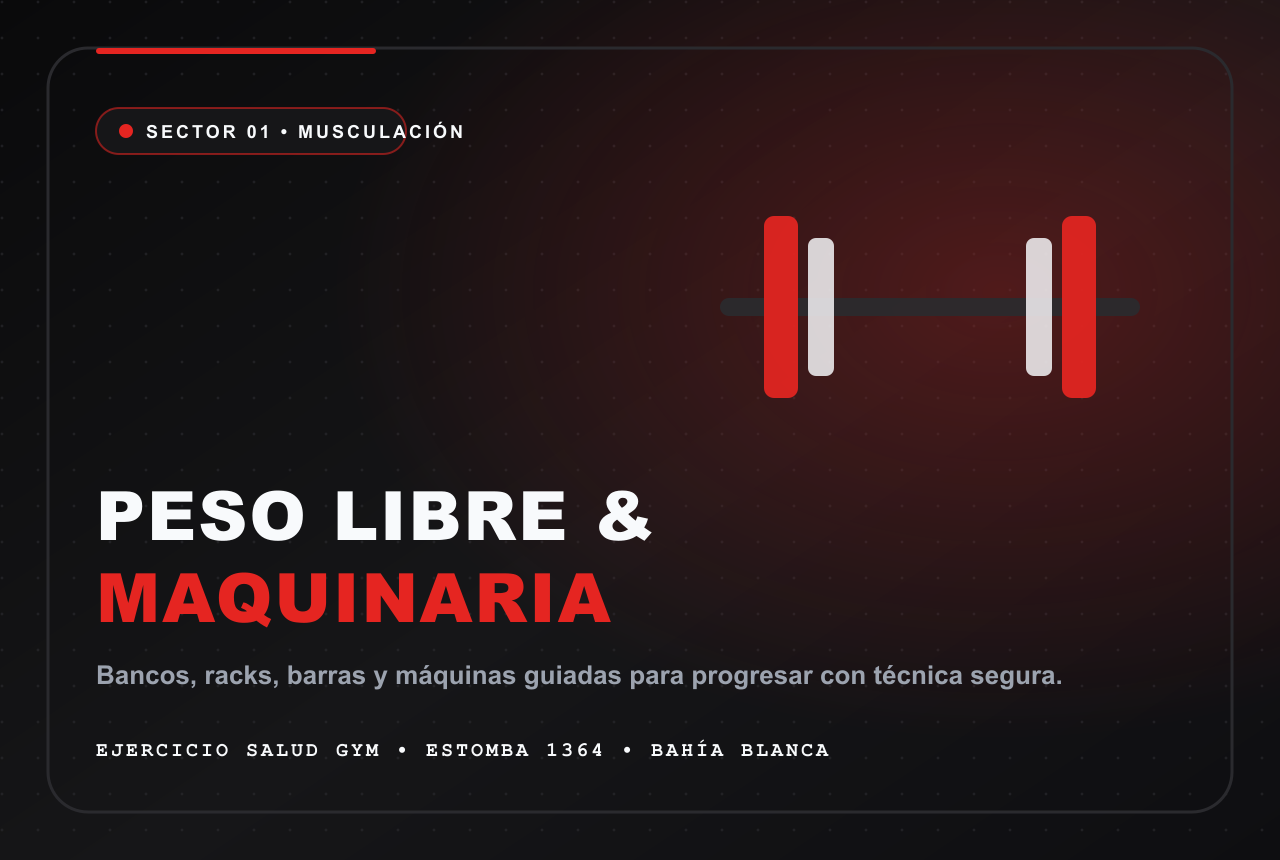 SECTOR 01 • MUSCULACIÓN
PESO LIBRE &
MAQUINARIA
Bancos, racks, barras y máquinas guiadas para progresar con técnica segura.
EJERCICIO SALUD GYM • ESTOMBA 1364 • BAHÍA BLANCA